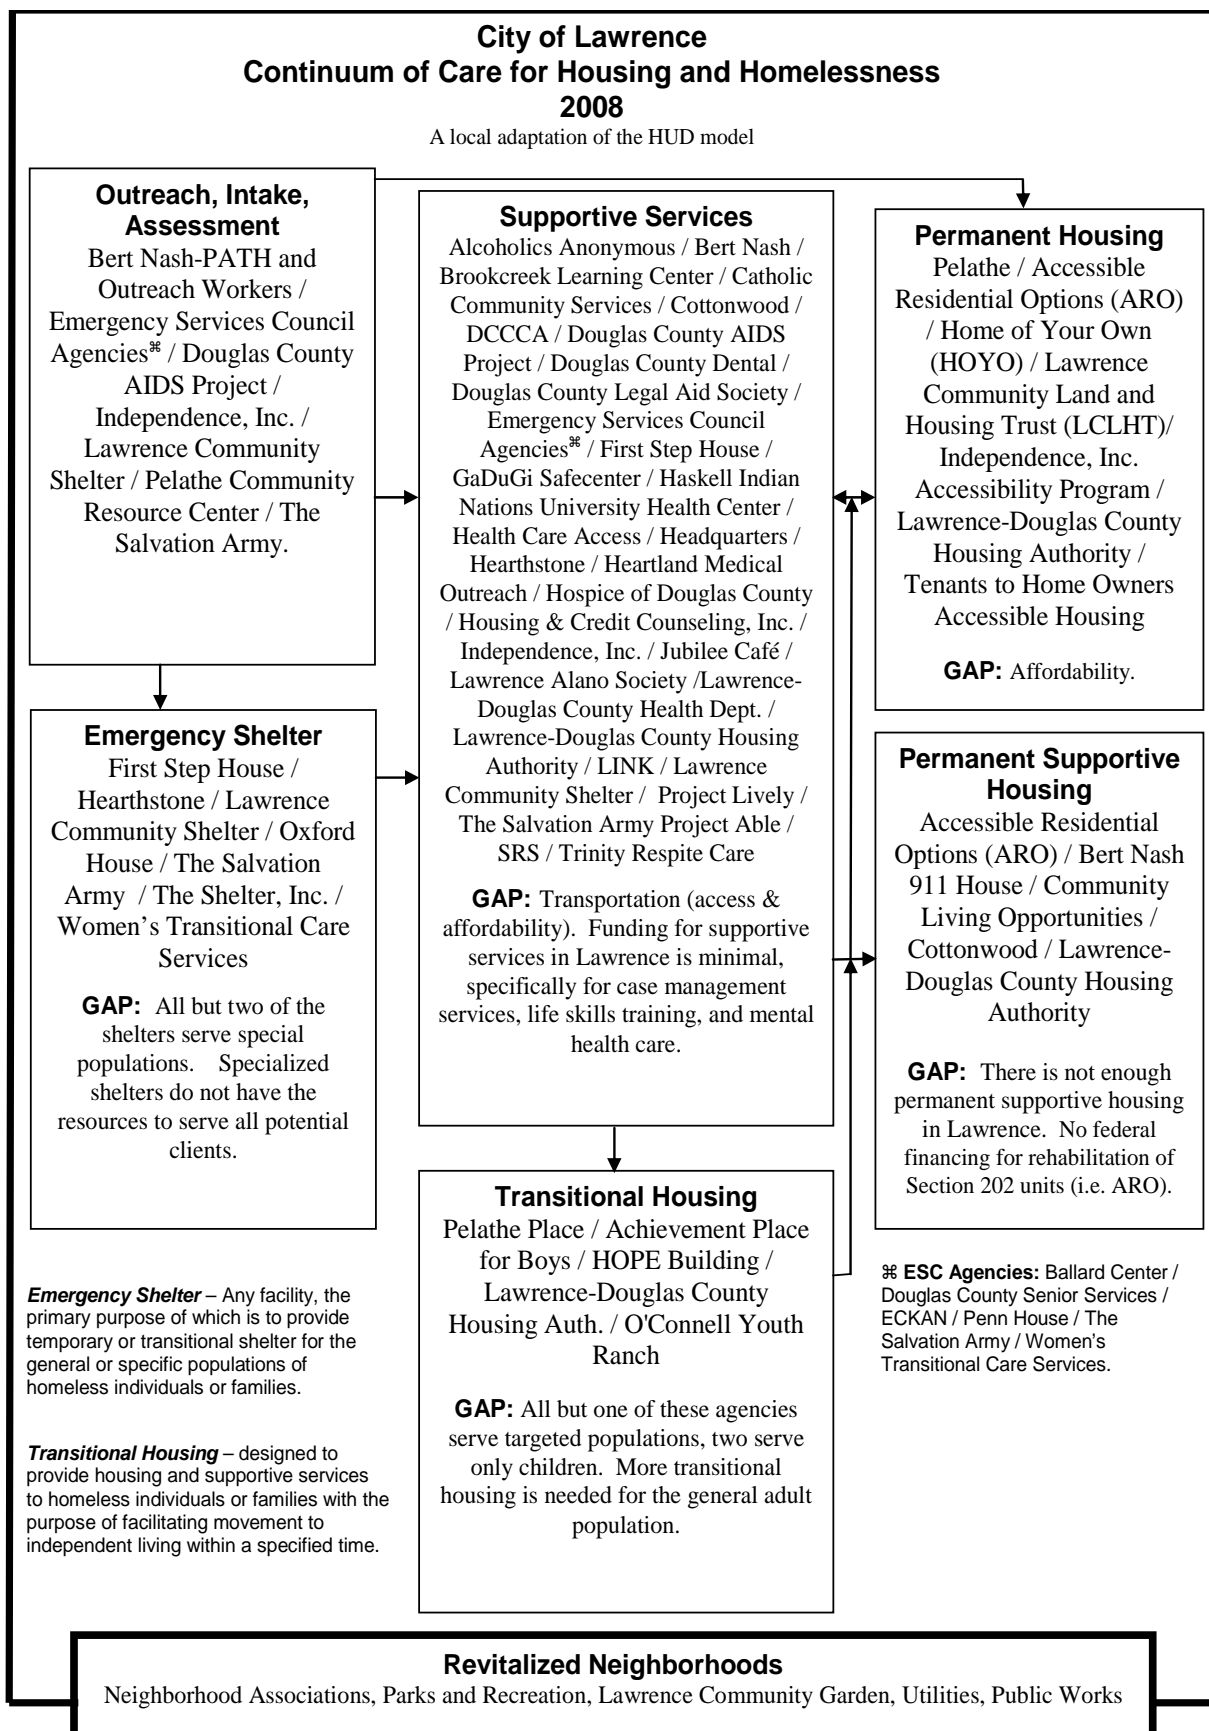 City of Lawrence
Continuum of Care for Housing and Homelessness
2008
A local adaptation of the HUD model
Outreach, Intake,
Assessment
Bert Nash-PATH and
Outreach Workers /
Emergency Services Council
Agencies⌘ / Douglas County
AIDS Project /
Independence, Inc. /
Lawrence Community
Shelter / Pelathe Community
Resource Center / The
Salvation Army.
Emergency Shelter
First Step House /
Hearthstone / Lawrence
Community Shelter / Oxford
House / The Salvation
Army / The Shelter, Inc. /
Women's Transitional Care
Services
GAP: All but two of the
shelters serve special
populations. Specialized
shelters do not have the
resources to serve all potential
clients.
Emergency Shelter – Any facility, the
primary purpose of which is to provide
temporary or transitional shelter for the
general or specific populations of
homeless individuals or families.
Transitional Housing – designed to
provide housing and supportive services
to homeless individuals or families with the
purpose of facilitating movement to
independent living within a specified time.
Supportive Services
Alcoholics Anonymous / Bert Nash /
Brookcreek Learning Center / Catholic
Community Services / Cottonwood /
DCCCA / Douglas County AIDS
Project / Douglas County Dental /
Douglas County Legal Aid Society /
Emergency Services Council
Agencies⌘ / First Step House /
GaDuGi Safecenter / Haskell Indian
Nations University Health Center /
Health Care Access / Headquarters /
Hearthstone / Heartland Medical
Outreach / Hospice of Douglas County
/ Housing & Credit Counseling, Inc. /
Independence, Inc. / Jubilee Café /
Lawrence Alano Society /Lawrence-
Douglas County Health Dept. /
Lawrence-Douglas County Housing
Authority / LINK / Lawrence
Community Shelter / Project Lively /
The Salvation Army Project Able /
SRS / Trinity Respite Care
GAP: Transportation (access &
affordability). Funding for supportive
services in Lawrence is minimal,
specifically for case management
services, life skills training, and mental
health care.
Transitional Housing
Pelathe Place / Achievement Place
for Boys / HOPE Building /
Lawrence-Douglas County
Housing Auth. / O'Connell Youth
Ranch
GAP: All but one of these agencies
serve targeted populations, two serve
only children. More transitional
housing is needed for the general adult
population.
Permanent Housing
Pelathe / Accessible
Residential Options (ARO)
/ Home of Your Own
(HOYO) / Lawrence
Community Land and
Housing Trust (LCLHT)/
Independence, Inc.
Accessibility Program /
Lawrence-Douglas County
Housing Authority /
Tenants to Home Owners
Accessible Housing
GAP: Affordability.
Permanent Supportive
Housing
Accessible Residential
Options (ARO) / Bert Nash
911 House / Community
Living Opportunities /
Cottonwood / Lawrence-
Douglas County Housing
Authority
GAP: There is not enough
permanent supportive housing
in Lawrence. No federal
financing for rehabilitation of
Section 202 units (i.e. ARO).
⌘ ESC Agencies: Ballard Center /
Douglas County Senior Services /
ECKAN / Penn House / The
Salvation Army / Women's
Transitional Care Services.
Revitalized Neighborhoods
Neighborhood Associations, Parks and Recreation, Lawrence Community Garden, Utilities, Public Works